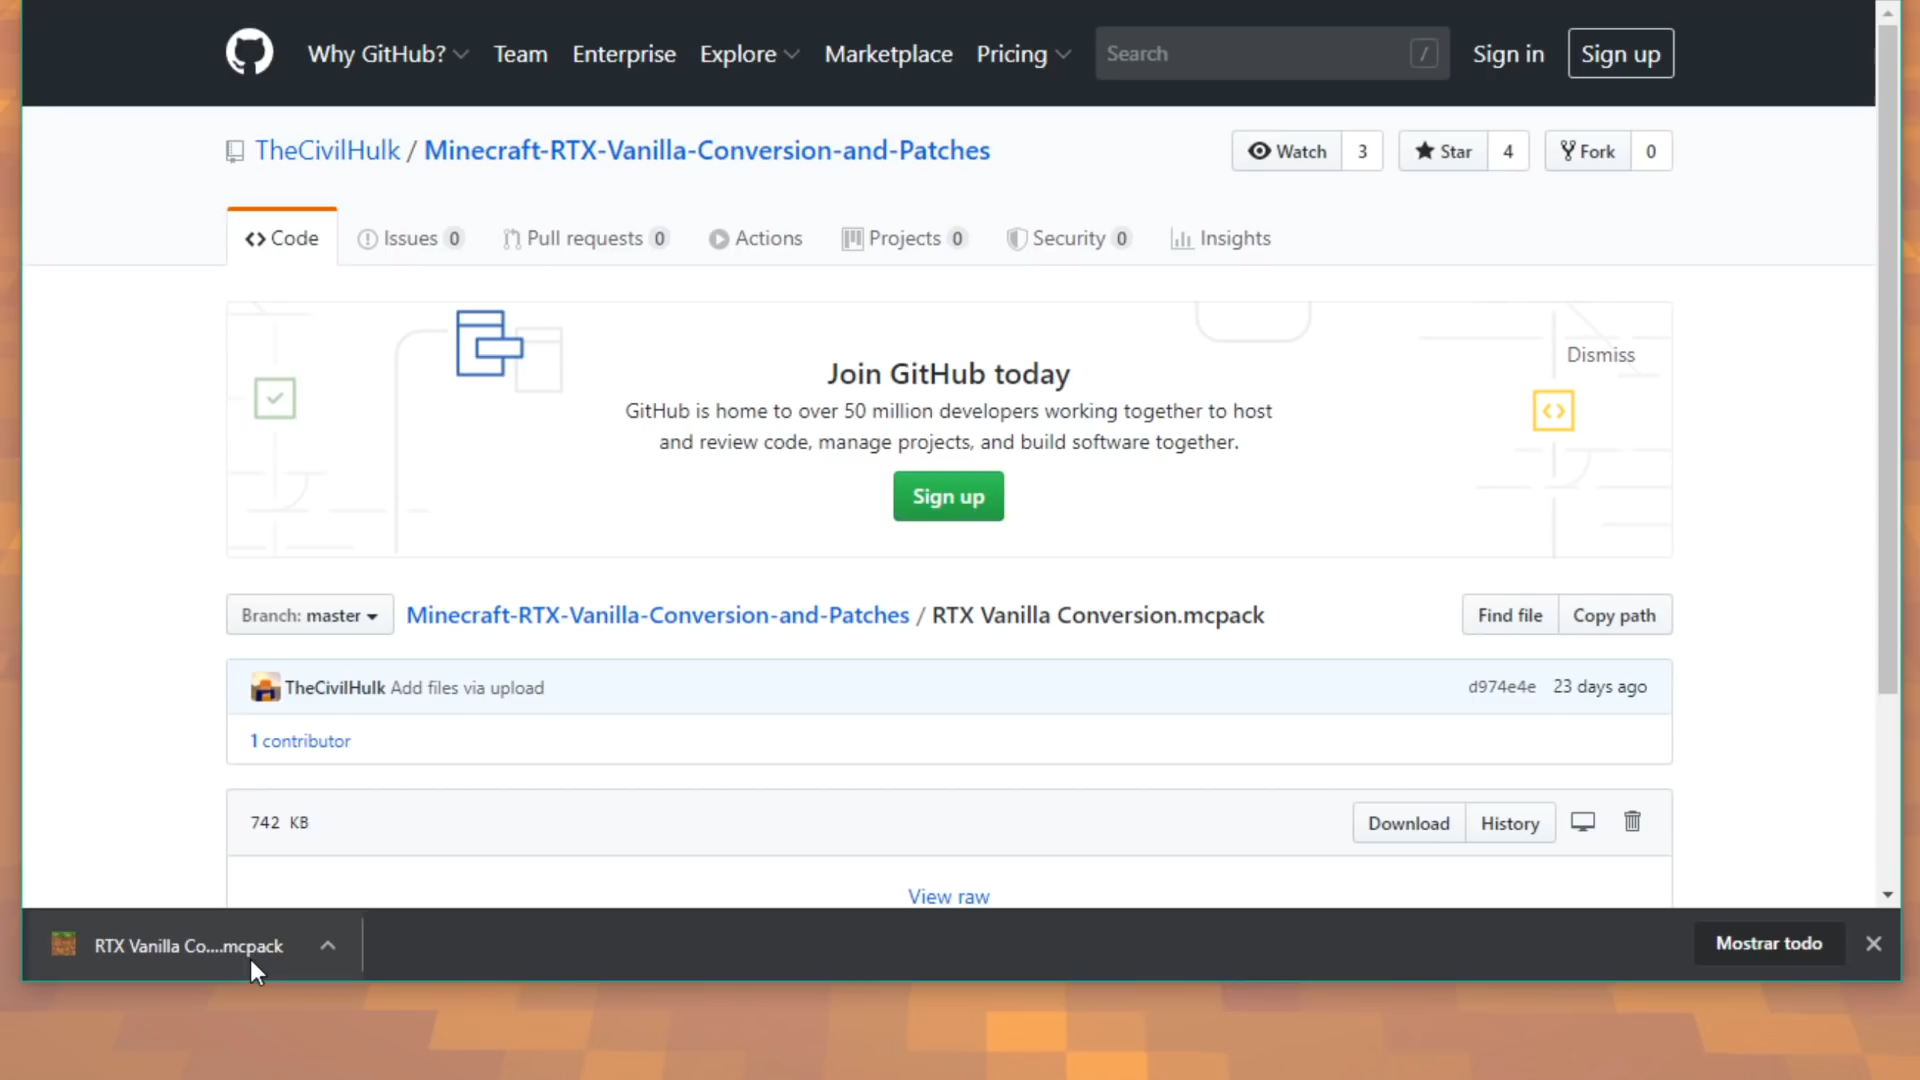 Why GitHub? Team Enterprise Explore Marketplace Pricing Search / Sign in Sign up
TheCivilHulk / Minecraft-RTX-Vanilla-Conversion-and-Patches Watch 3 Star 4 Fork 0
Code Issues 0 Pull requests 0 Actions Projects 0 Security 0 Insights
Dismiss
Join GitHub today
GitHub is home to over 50 million developers working together to host
and review code, manage projects, and build software together.
Sign up
Branch: master Minecraft-RTX-Vanilla-Conversion-and-Patches / RTX Vanilla Conversion.mcpack Find file Copy path
TheCivilHulk Add files via upload d974e4e 23 days ago
1 contributor
742 KB Download History
View raw
RTX Vanilla Co....mcpack Mostrar todo